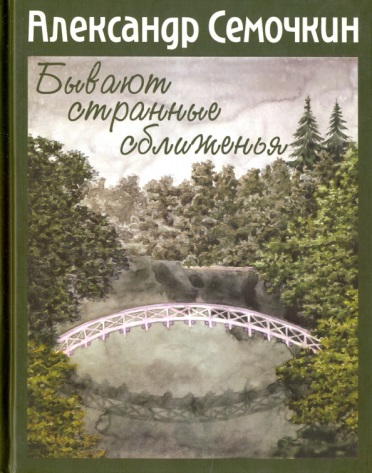 Александр Семочкин
Бывают
странные
сближенья